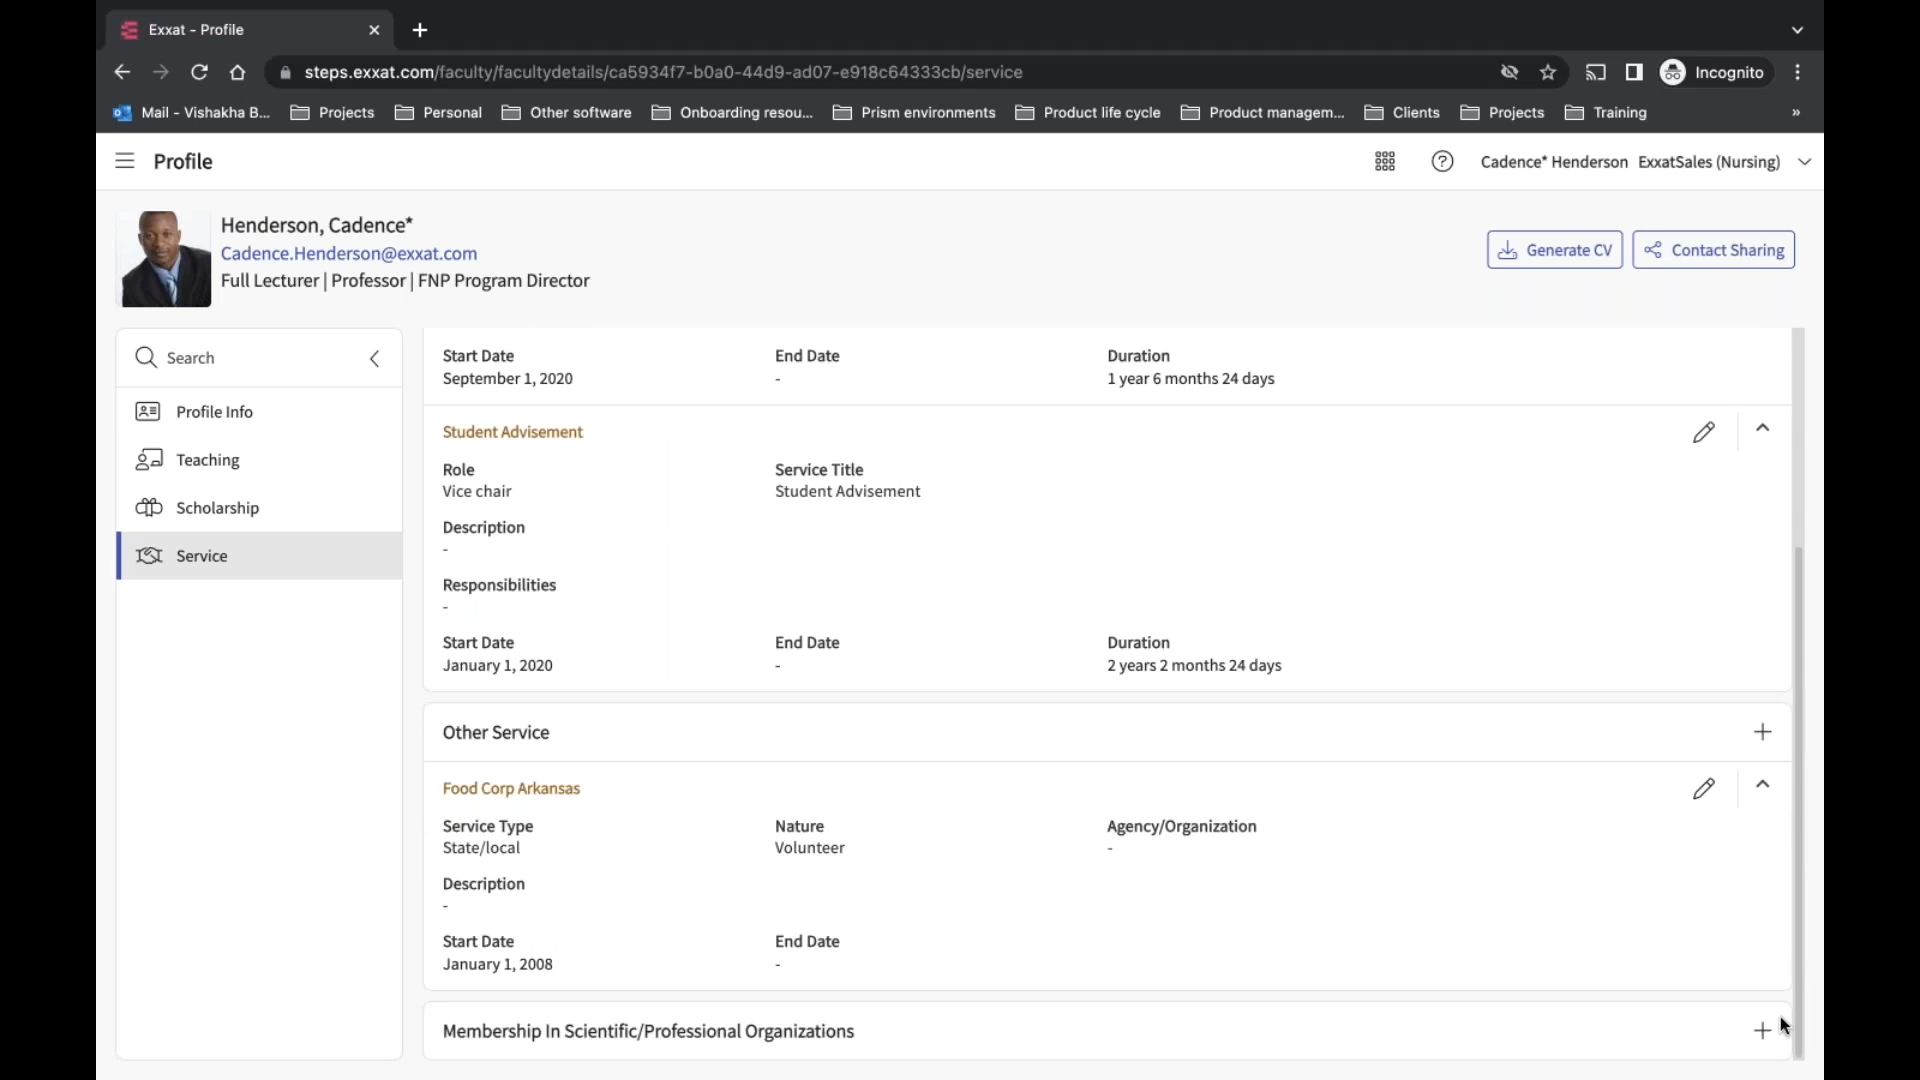 Exxat - Profile
steps.exxat.com/faculty/facultydetails/ca5934f7-b0a0-44d9-ad07-e918c64333cb/service
Incognito
Mail - Vishakha B... Projects Personal Other software Onboarding resou... Prism environments Product life cycle Product managem... Clients Projects Training »
Profile
Cadence* Henderson ExxatSales (Nursing)
Henderson, Cadence*
Cadence.Henderson@exxat.com
Full Lecturer | Professor | FNP Program Director
Generate CV
Contact Sharing
Search
Profile Info
Teaching
Scholarship
Service
Start Date End Date Duration
September 1, 2020 - 1 year 6 months 24 days
Student Advisement
Role Service Title
Vice chair Student Advisement
Description
-
Responsibilities
-
Start Date End Date Duration
January 1, 2020 - 2 years 2 months 24 days
Other Service
Food Corp Arkansas
Service Type Nature Agency/Organization
State/local Volunteer -
Description
-
Start Date End Date
January 1, 2008 -
Membership In Scientific/Professional Organizations